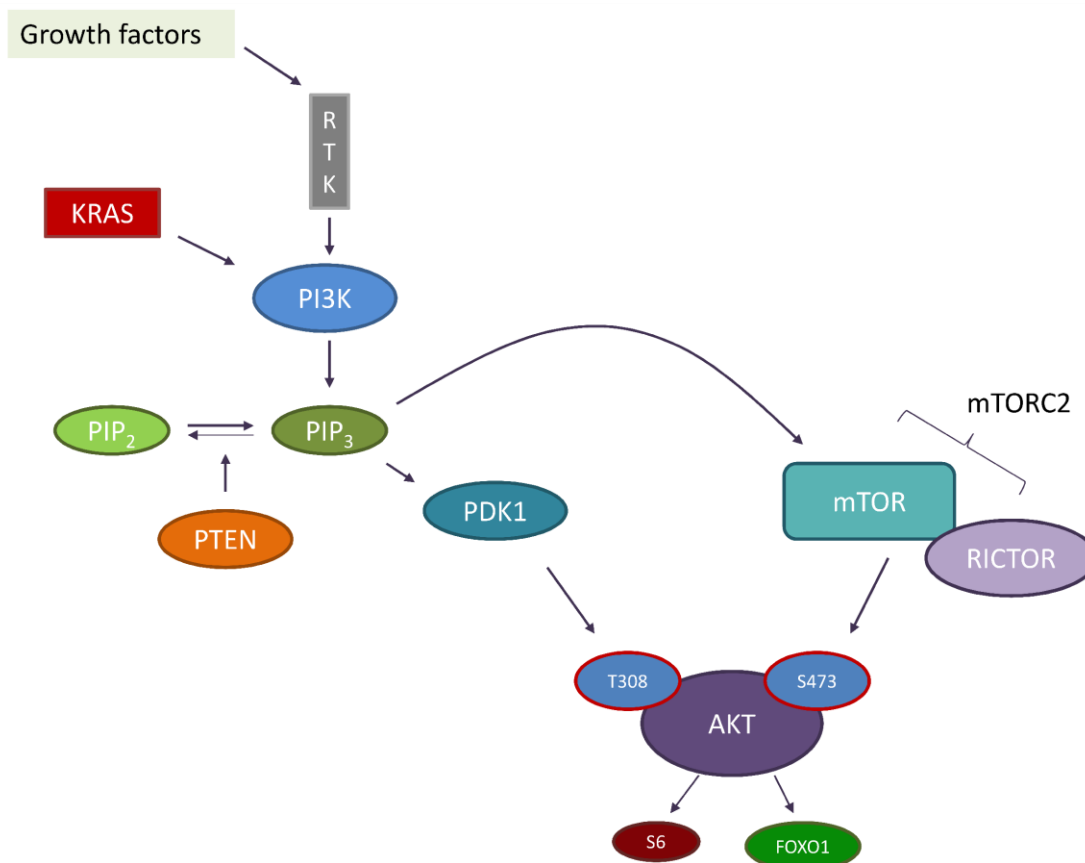 Growth factors
R
T
K
KRAS
PI3K
mTORC2
PIP2
PIP3
mTOR
PDK1
PTEN
RICTOR
T308
S473
AKT
S6
FOXO1